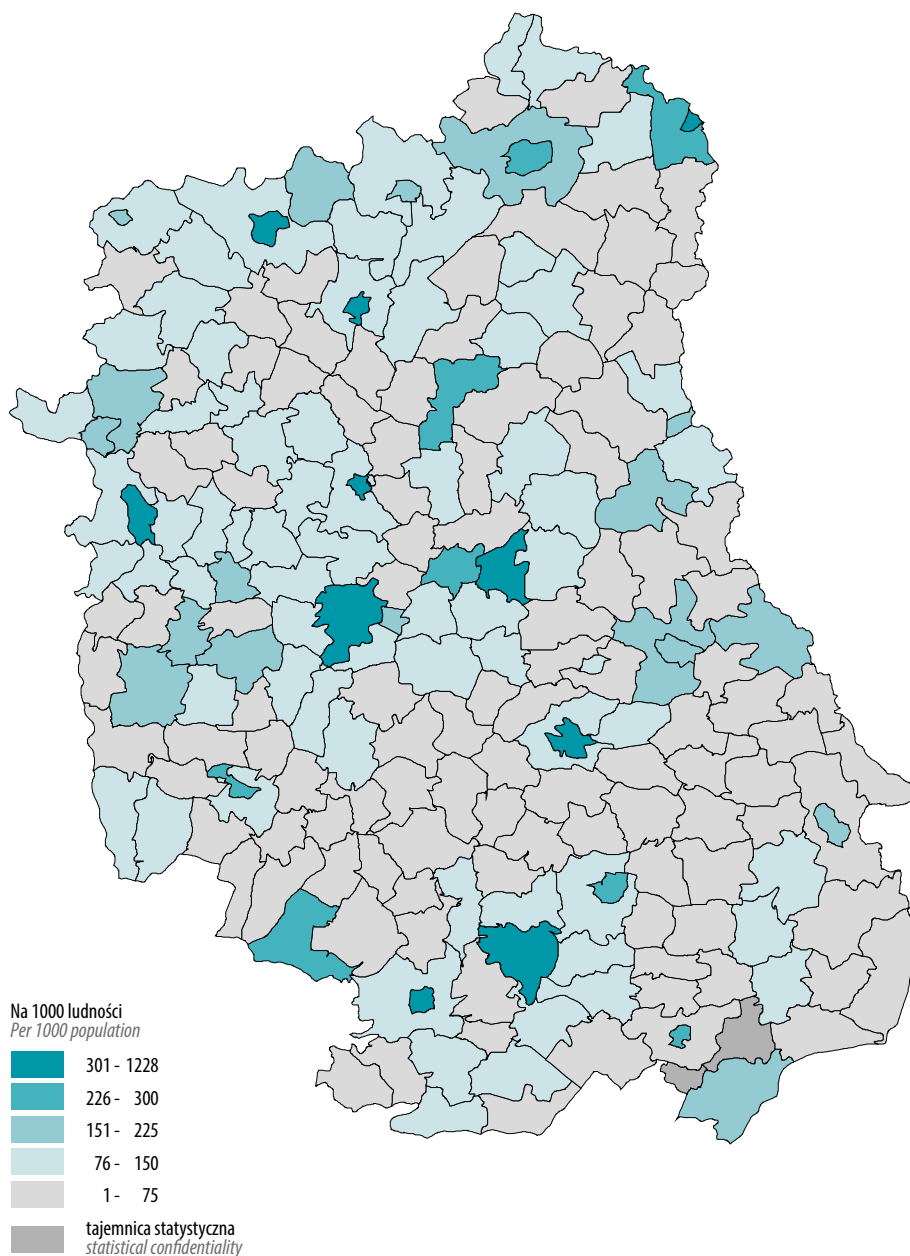 Na 1000 ludności
Per 1000 population
301 - 1228
226 - 300
151 - 225
76 - 150
1 - 75
tajemnica statystyczna
statistical confidentiality